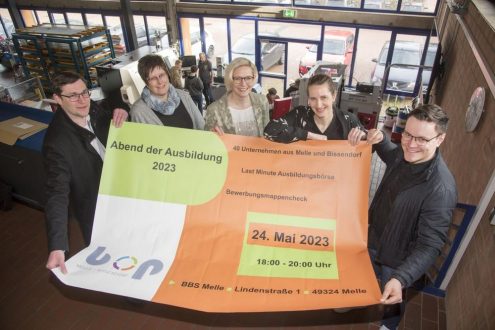 Abend der Ausbildung
2023
40 Unternehmen aus Melle und Bissendorf
Last Minute Ausbildungsbörse
Bewerbungsmappencheck
24. Mai 2023
18:00 - 20:00 Uhr
BBS Melle Lindenstraße 1 49324 Melle
bop